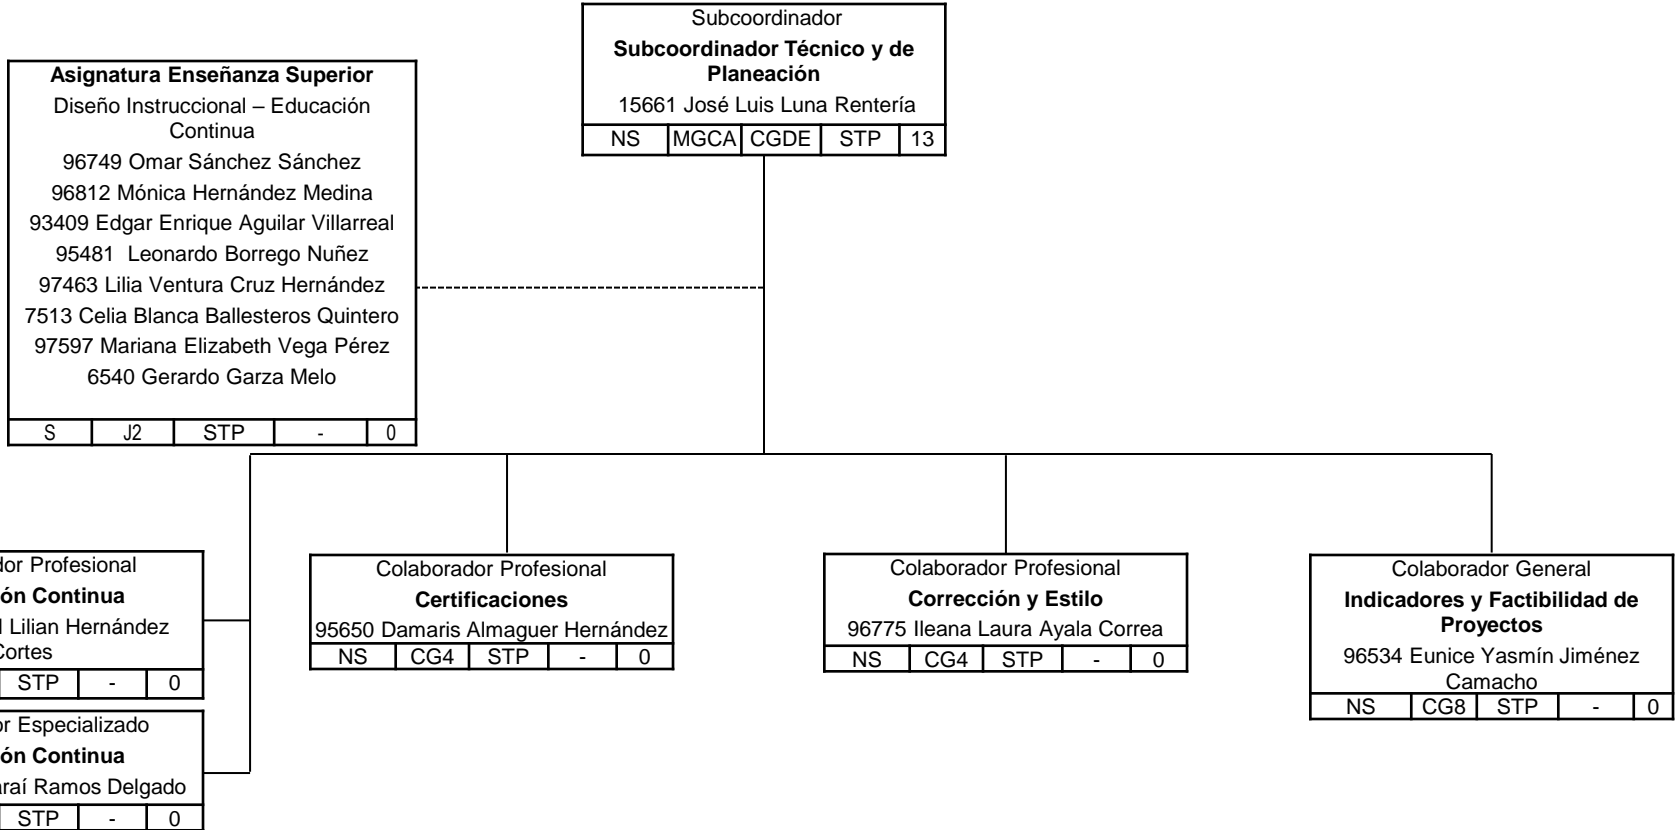 Subcoordinador
Subcoordinador Técnico y de
Planeación
15661 José Luis Luna Rentería
NS MGCA CGDE STP 13
Asignatura Enseñanza Superior
Diseño Instruccional – Educación
Continua
96749 Omar Sánchez Sánchez
96812 Mónica Hernández Medina
93409 Edgar Enrique Aguilar Villarreal
95481 Leonardo Borrego Nuñez
97463 Lilia Ventura Cruz Hernández
7513 Celia Blanca Ballesteros Quintero
97597 Mariana Elizabeth Vega Pérez
6540 Gerardo Garza Melo
S J2 STP - 0
Profesional
Continua
Lilian Hernández
Cortes
STP - 0
Especializado
Continua
Ramos Delgado
STP - 0
Colaborador Profesional
Certificaciones
95650 Damaris Almaguer Hernández
NS CG4 STP - 0
Colaborador Profesional
Corrección y Estilo
96775 Ileana Laura Ayala Correa
NS CG4 STP - 0
Colaborador General
Indicadores y Factibilidad de
Proyectos
96534 Eunice Yasmín Jiménez
Camacho
NS CG8 STP - 0